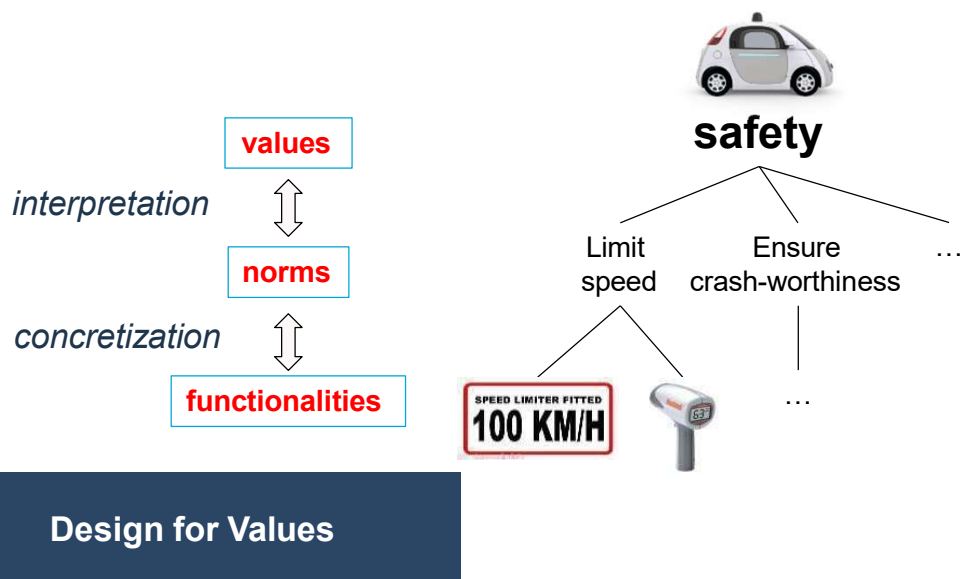 values
interpretation
norms
concretization
functionalities
safety
Limit
speed
Ensure
crash-worthiness
…
SPEED LIMITER FITTED
100 KM/H
…
Design for Values